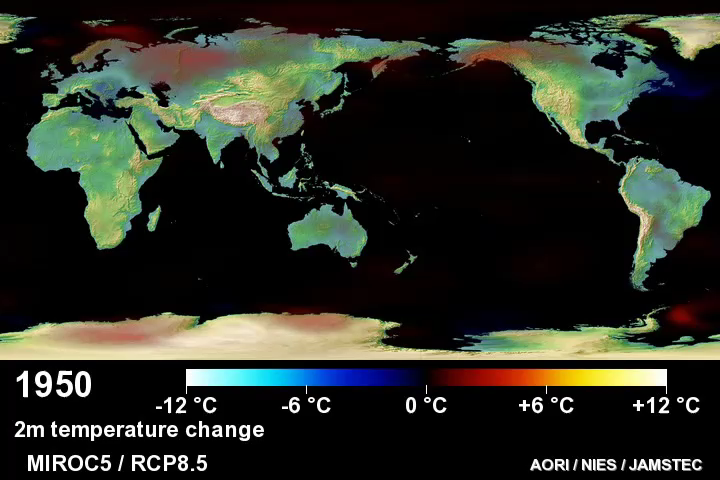 1950
-12 °C -6 °C 0 °C +6 °C +12 °C
2m temperature change
MIROC5 / RCP8.5
AORI / NIES / JAMSTEC